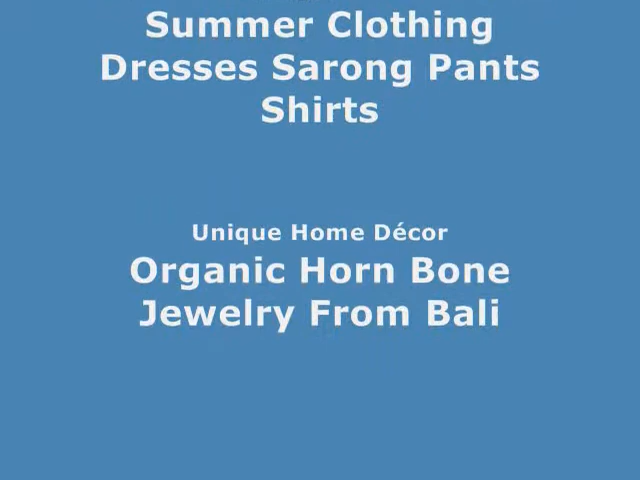 Summer Clothing
Dresses Sarong Pants
Shirts
Unique Home Décor
Organic Horn Bone
Jewelry From Bali